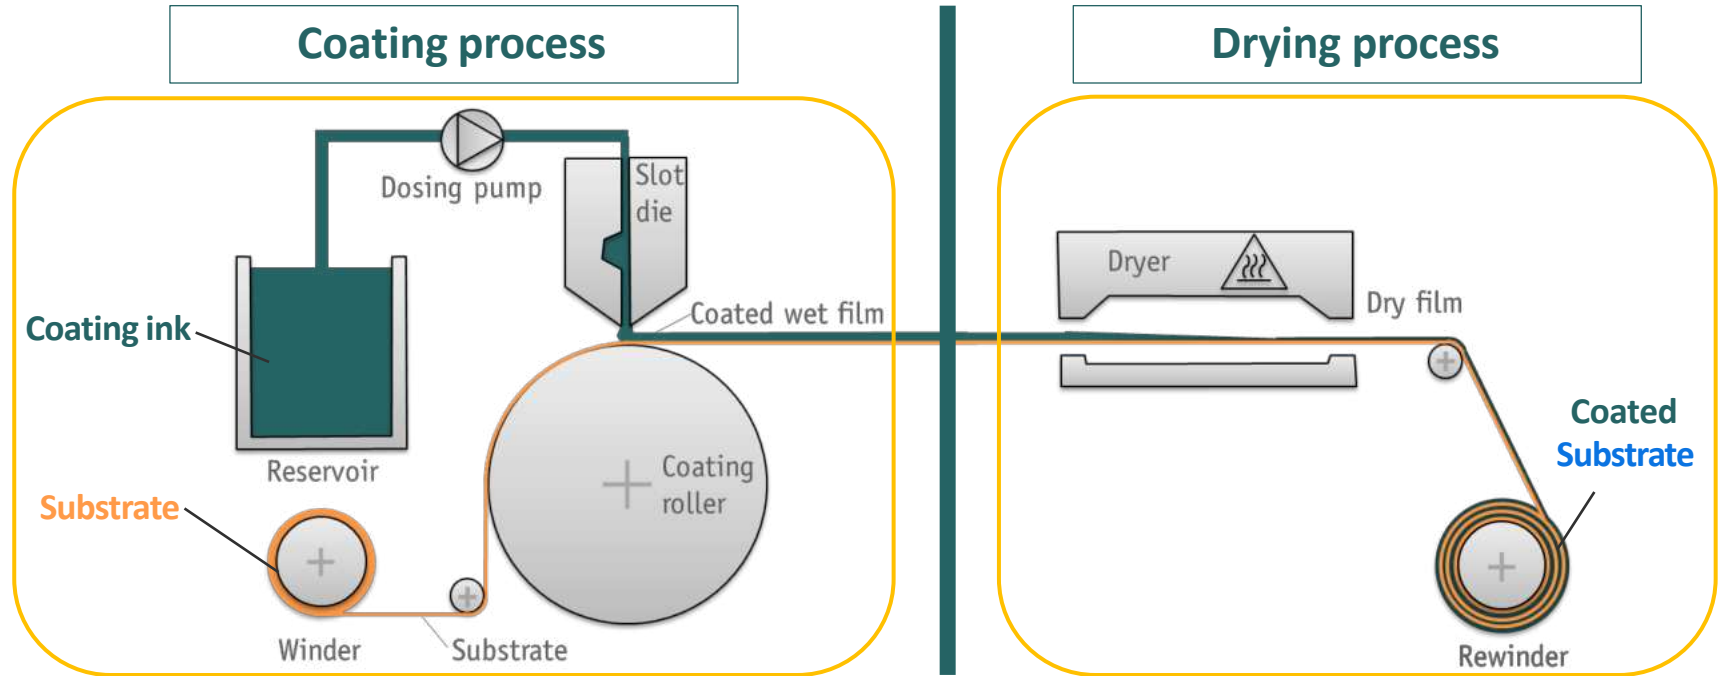 Coating process
Drying process
Dosing pump
Slot
die
Coating ink
Coated wet film
Reservoir
Substrate
Coating
roller
Winder
Substrate
Dryer
Dry film
Coated
Substrate
Rewinder